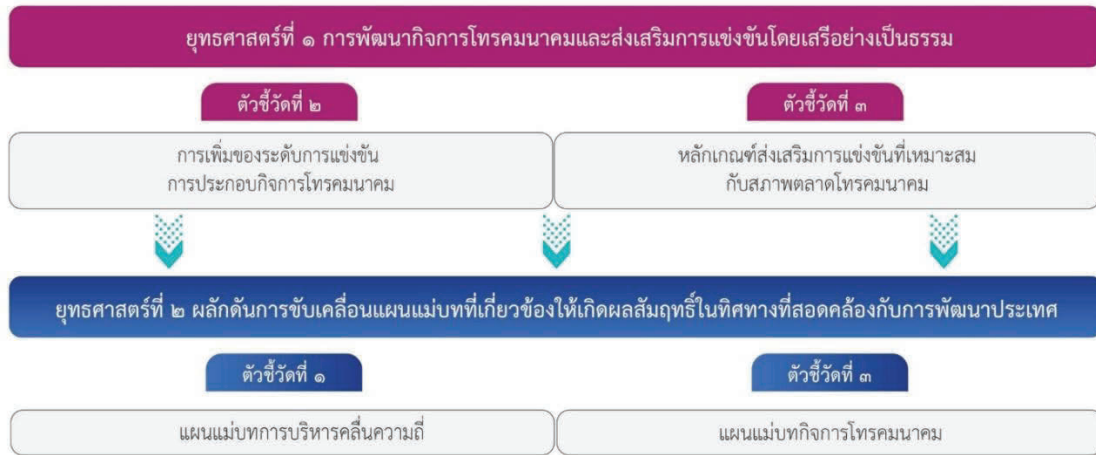 ยุทธศาสตร์ที่ ๑ การพัฒนากิจการโทรคมนาคมและส่งเสริมการแข่งขันโดยเสรีอย่างเป็นธรรม
ตัวชี้วัดที่ ๒
ตัวชี้วัดที่ ๓
การเพิ่มของระดับการแข่งขัน
การประกอบกิจการโทรคมนาคม
หลักเกณฑ์ส่งเสริมการแข่งขันที่เหมาะสม
กับสภาพตลาดโทรคมนาคม
ยุทธศาสตร์ที่ ๒ ผลักดันการขับเคลื่อนแผนแม่บทที่เกี่ยวข้องให้เกิดผลสัมฤทธิ์ในทิศทางที่สอดคล้องกับการพัฒนาประเทศ
ตัวชี้วัดที่ ๑
ตัวชี้วัดที่ ๓
แผนแม่บทการบริหารคลื่นความถี่
แผนแม่บทกิจการโทรคมนาคม